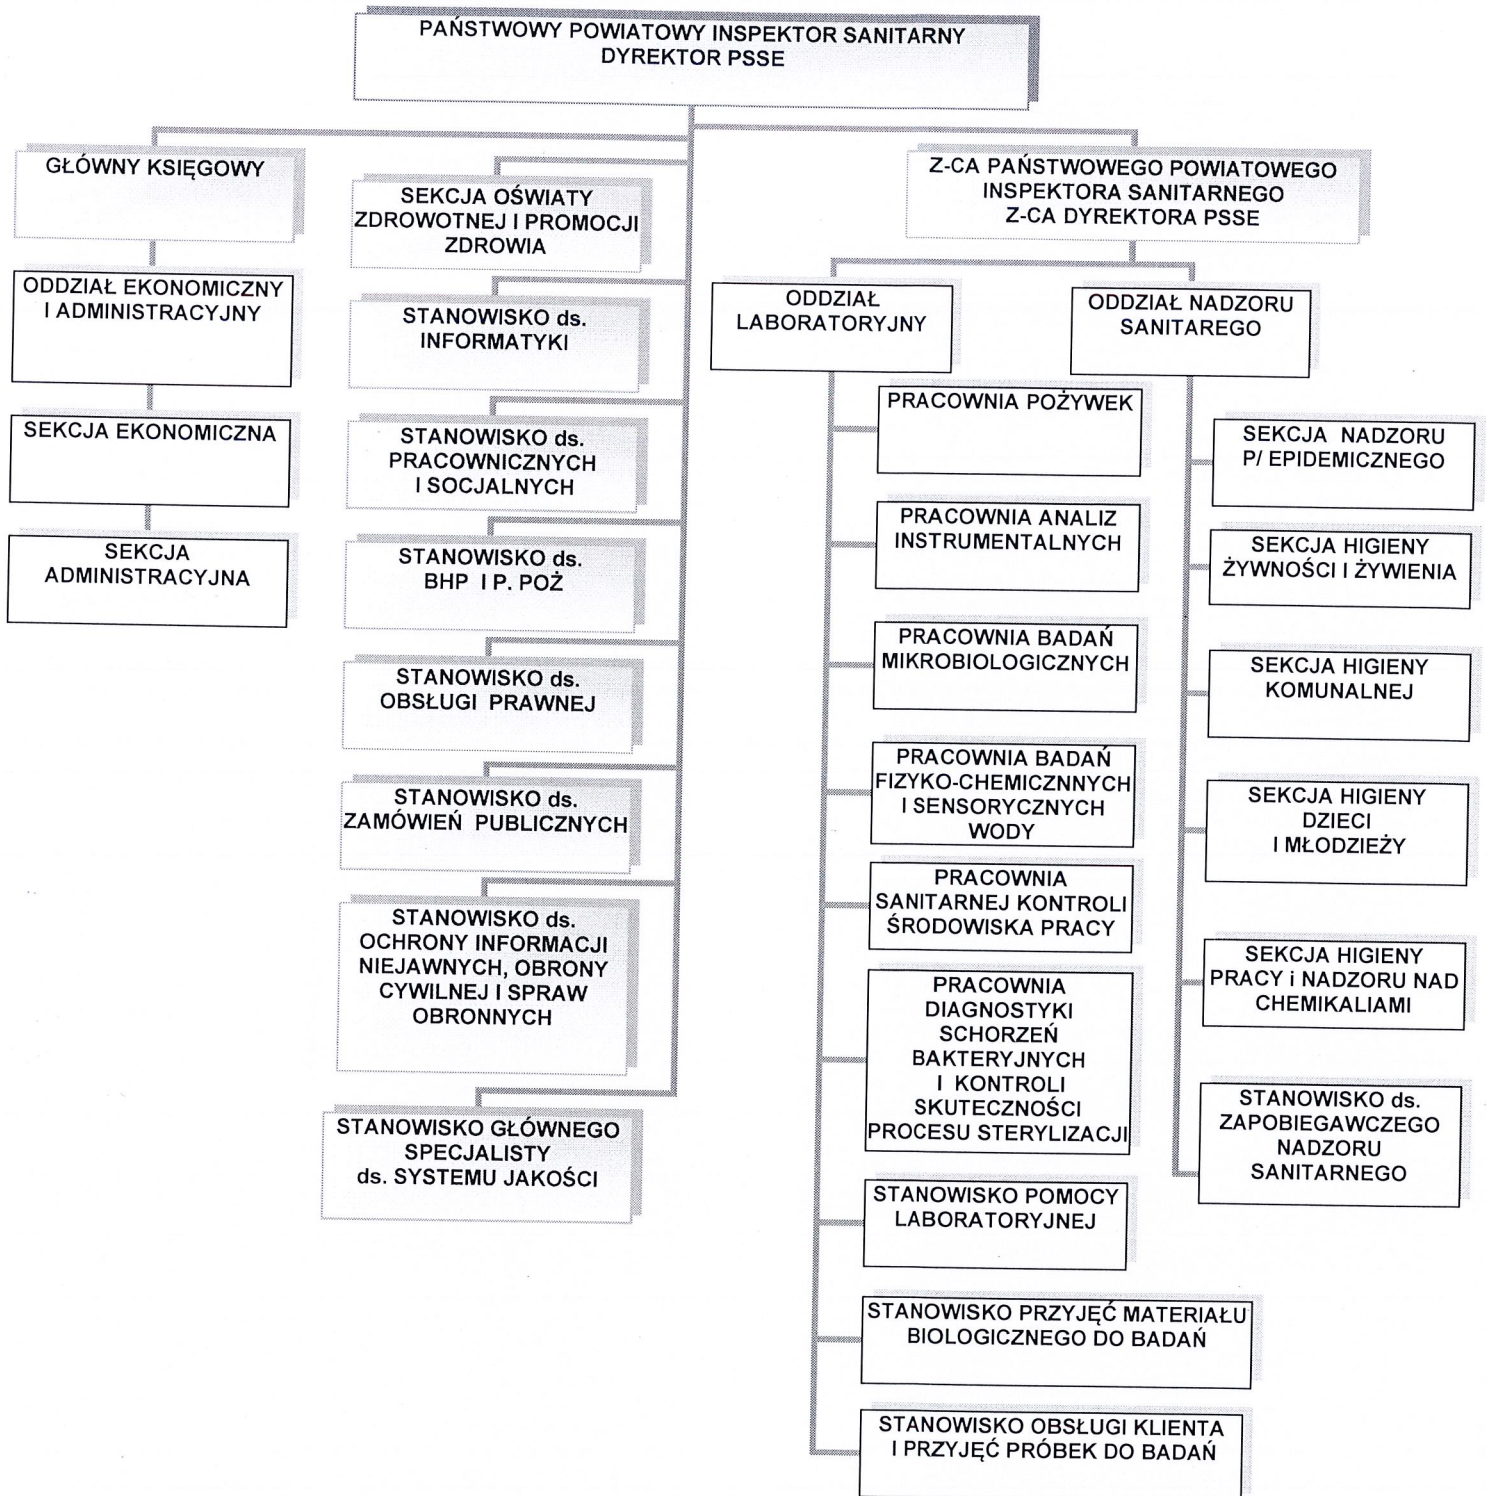 PAŃSTWOWY POWIATOWY INSPEKTOR SANITARNY
DYREKTOR PSSE
GŁÓWNY KSIĘGOWY
ODDZIAŁ EKONOMICZNY
I ADMINISTRACYJNY
SEKCJA EKONOMICZNA
SEKCJA
ADMINISTRACYJNA
SEKCJA OŚWIATY
ZDROWOTNEJ I PROMOCJI
ZDROWIA
STANOWISKO ds.
INFORMATYKI
STANOWISKO ds.
PRACOWNICZNYCH
I SOCJALNYCH
STANOWISKO ds.
BHP I P. POŻ
STANOWISKO ds.
OBSŁUGI PRAWNEJ
STANOWISKO ds.
ZAMÓWIEŃ PUBLICZNYCH
STANOWISKO ds.
OCHRONY INFORMACJI
NIEJAWNYCH, OBRONY
CYWILNEJ I SPRAW
OBRONNYCH
STANOWISKO GŁÓWNEGO
SPECJALISTY
ds. SYSTEMU JAKOŚCI
Z-CA PAŃSTWOWEGO POWIATOWEGO
INSPEKTORA SANITARNEGO
Z-CA DYREKTORA PSSE
ODDZIAŁ
LABORATORYJNY
PRACOWNIA POŻYWEK
PRACOWNIA ANALIZ
INSTRUMENTALNYCH
PRACOWNIA BADAŃ
MIKROBIOLOGICZNYCH
PRACOWNIA BADAŃ
FIZYKO-CHEMICZNNYCH
I SENSORYCZNYCH
WODY
PRACOWNIA
SANITARNEJ KONTROLI
ŚRODOWISKA PRACY
PRACOWNIA
DIAGNOSTYKI
SCHORZEŃ
BAKTERYJNYCH
I KONTROLI
SKUTECZNOŚCI
PROCESU STERYLIZACJI
STANOWISKO POMOCY
LABORATORYJNEJ
STANOWISKO PRZYJĘĆ MATERIAŁU
BIOLOGICZNEGO DO BADAŃ
STANOWISKO OBSŁUGI KLIENTA
I PRZYJĘĆ PRÓBEK DO BADAŃ
ODDZIAŁ NADZORU
SANITAREGO
SEKCJA NADZORU
P/ EPIDEMICZNEGO
SEKCJA HIGIENY
ŻYWNOŚCI I ŻYWIENIA
SEKCJA HIGIENY
KOMUNALNEJ
SEKCJA HIGIENY
DZIECI
I MŁODZIEŻY
SEKCJA HIGIENY
PRACY i NADZORU NAD
CHEMIKALIAMI
STANOWISKO ds.
ZAPOBIEGAWCZEGO
NADZORU
SANITARNEGO